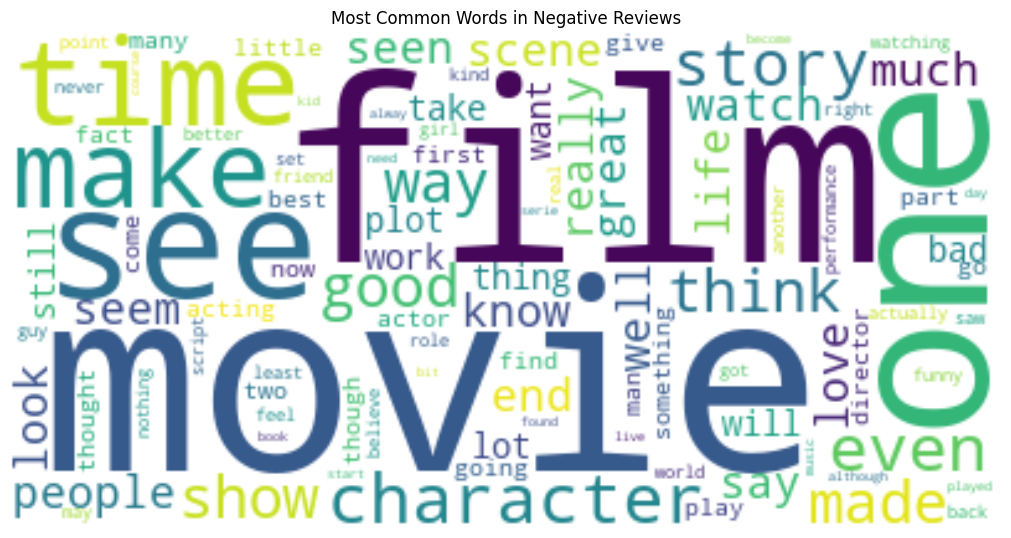 Most Common Words in Negative Reviews
point
many
little
seen
scene
give
become
watching
time
course
never
kid
kind
story
much
fact
better
alway
take
girl
want
really
great
watch
right
film
one
make
set
friend
best
need
first
way
real
serie
life
another
performance
part
day
see
come
now
plot
work
good
thing
know
well
think
bad
go
still
seem
acting
actor
role
something
love
director
actually
saw
guy
script
movie
look
thought
nothing
least
two
feel
book
though
believe
bit
find
end
found
lot
going
man
live
got
will
funny
even
people
may
show
start
character
world
play
say
music
although
made
played
back